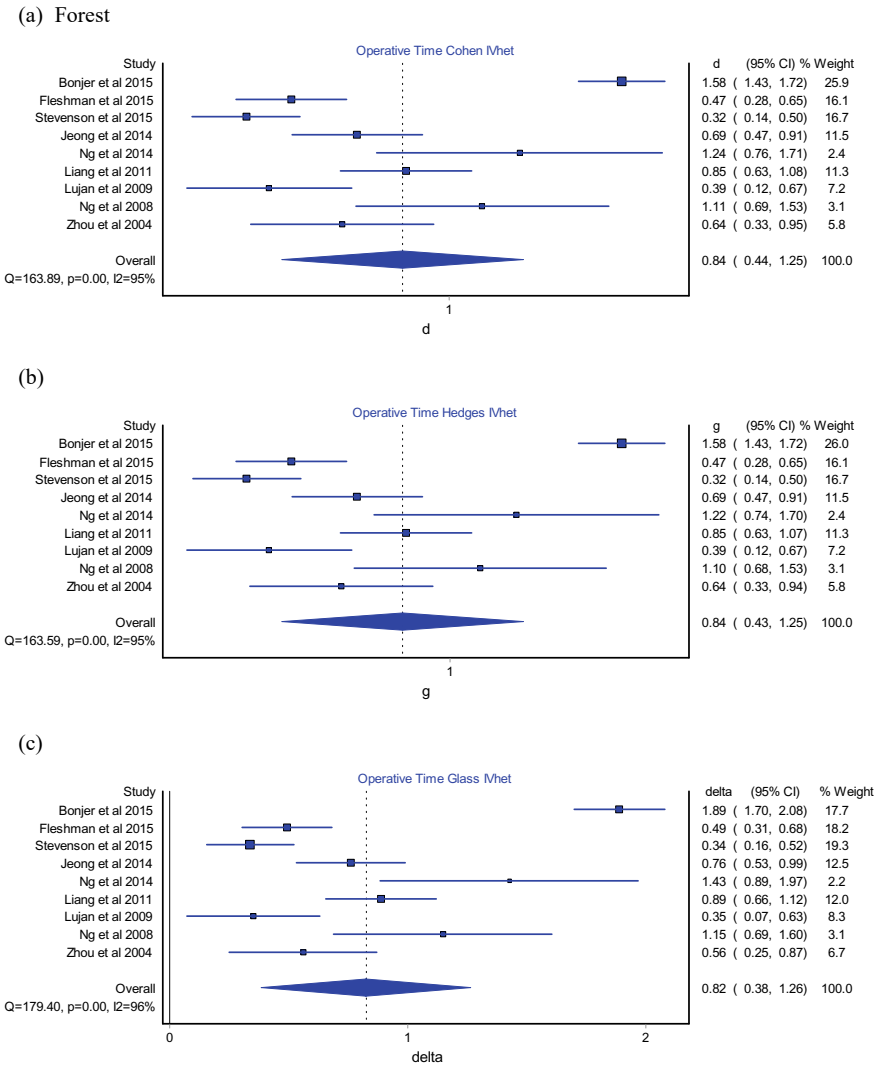 (a) Forest
Operative Time Cohen IVhet
Study d (95% CI) % Weight
Bonjer et al 2015 1.58 ( 1.43, 1.72) 25.9
Fleshman et al 2015 0.47 ( 0.28, 0.65) 16.1
Stevenson et al 2015 0.32 ( 0.14, 0.50) 16.7
Jeong et al 2014 0.69 ( 0.47, 0.91) 11.5
Ng et al 2014 1.24 ( 0.76, 1.71) 2.4
Liang et al 2011 0.85 ( 0.63, 1.08) 11.3
Lujan et al 2009 0.39 ( 0.12, 0.67) 7.2
Ng et al 2008 1.11 ( 0.69, 1.53) 3.1
Zhou et al 2004 0.64 ( 0.33, 0.95) 5.8
Overall 0.84 ( 0.44, 1.25) 100.0
Q=163.89, p=0.00, I2=95%
1
d
(b)
Operative Time Hedges IVhet
Study g (95% CI) % Weight
Bonjer et al 2015 1.58 ( 1.43, 1.72) 26.0
Fleshman et al 2015 0.47 ( 0.28, 0.65) 16.1
Stevenson et al 2015 0.32 ( 0.14, 0.50) 16.7
Jeong et al 2014 0.69 ( 0.47, 0.91) 11.5
Ng et al 2014 1.22 ( 0.74, 1.70) 2.4
Liang et al 2011 0.85 ( 0.63, 1.07) 11.3
Lujan et al 2009 0.39 ( 0.12, 0.67) 7.2
Ng et al 2008 1.10 ( 0.68, 1.53) 3.1
Zhou et al 2004 0.64 ( 0.33, 0.94) 5.8
Overall 0.84 ( 0.43, 1.25) 100.0
Q=163.59, p=0.00, I2=95%
1
g
(c)
Operative Time Glass IVhet
Study delta (95% CI) % Weight
Bonjer et al 2015 1.89 ( 1.70, 2.08) 17.7
Fleshman et al 2015 0.49 ( 0.31, 0.68) 18.2
Stevenson et al 2015 0.34 ( 0.16, 0.52) 19.3
Jeong et al 2014 0.76 ( 0.53, 0.99) 12.5
Ng et al 2014 1.43 ( 0.89, 1.97) 2.2
Liang et al 2011 0.89 ( 0.66, 1.12) 12.0
Lujan et al 2009 0.35 ( 0.07, 0.63) 8.3
Ng et al 2008 1.15 ( 0.69, 1.60) 3.1
Zhou et al 2004 0.56 ( 0.25, 0.87) 6.7
Overall 0.82 ( 0.38, 1.26) 100.0
Q=179.40, p=0.00, I2=96%
0 1 2
delta